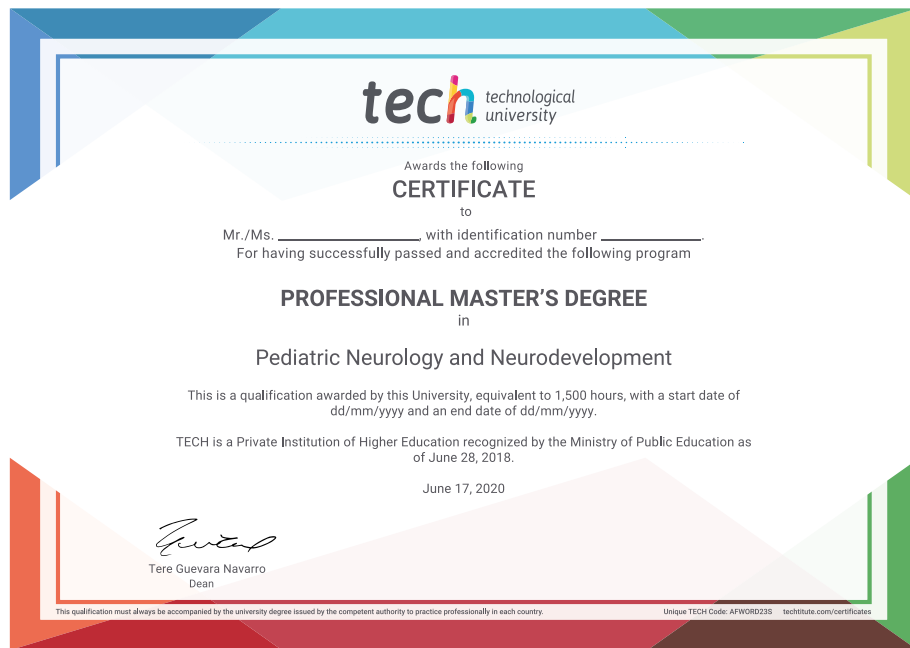 tech technological
university
Awards the following
CERTIFICATE
to
Mr./Ms. ____________________, with identification number ______________.
For having successfully passed and accredited the following program
PROFESSIONAL MASTER'S DEGREE
in
Pediatric Neurology and Neurodevelopment
This is a qualification awarded by this University, equivalent to 1,500 hours, with a start date of
dd/mm/yyyy and an end date of dd/mm/yyyy.
TECH is a Private Institution of Higher Education recognized by the Ministry of Public Education as
of June 28, 2018.
June 17, 2020
Tere Guevara Navarro
Dean
This qualification must always be accompanied by the university degree issued by the competent authority to practice professionally in each country.
Unique TECH Code: AFWORD23S techtitute.com/certificates